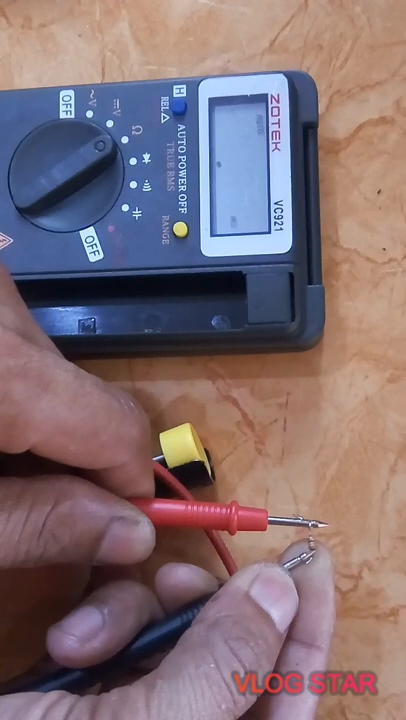 ZOTEK
VC921
H
REL△
AUTO POWER OFF
TRUE RMS
RANGE
OFF
~V
⎓V
Ω
OFF
VLOG STAR